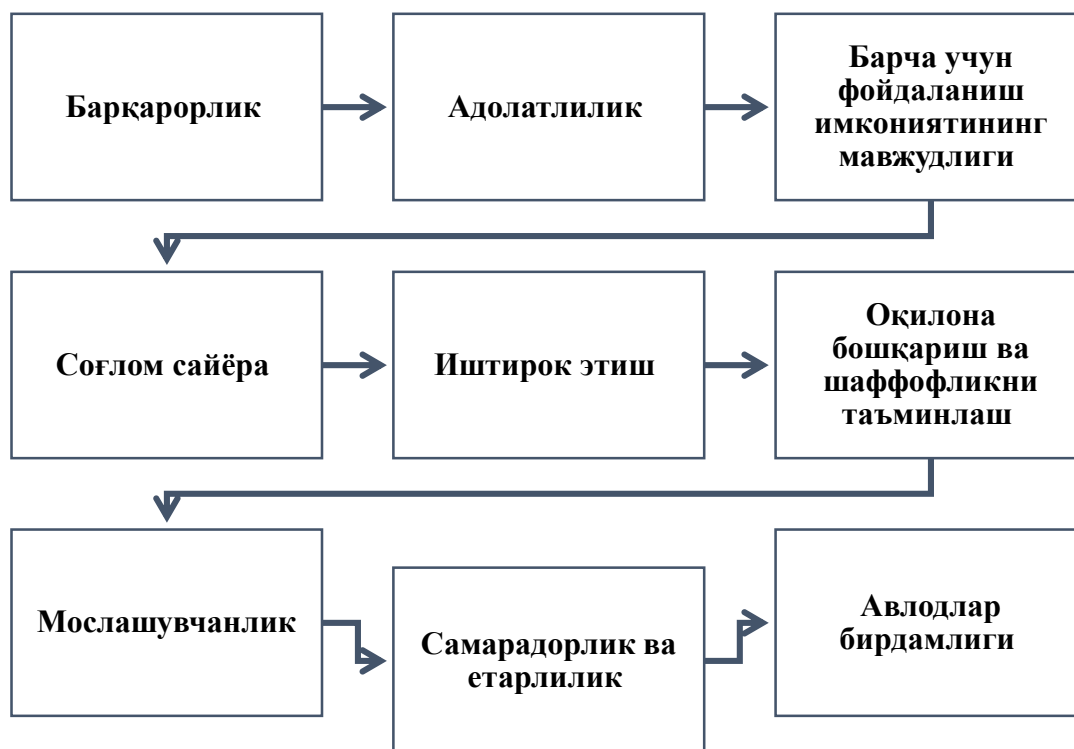 Барқарорлик
Адолатлилик
Барча учун
фойдаланиш
имкониятининг
мавжудлиги
Соғлом сайёра
Иштирок этиш
Оқилона
бошқариш ва
шаффофликни
таъминлаш
Мослашувчанлик
Самарадорлик ва
етарлилик
Авлодлар
бирдамлиги